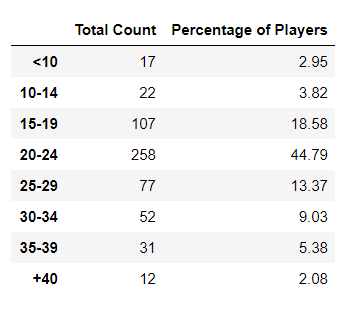 Total Count Percentage of Players
<10 17 2.95
10-14 22 3.82
15-19 107 18.58
20-24 258 44.79
25-29 77 13.37
30-34 52 9.03
35-39 31 5.38
+40 12 2.08